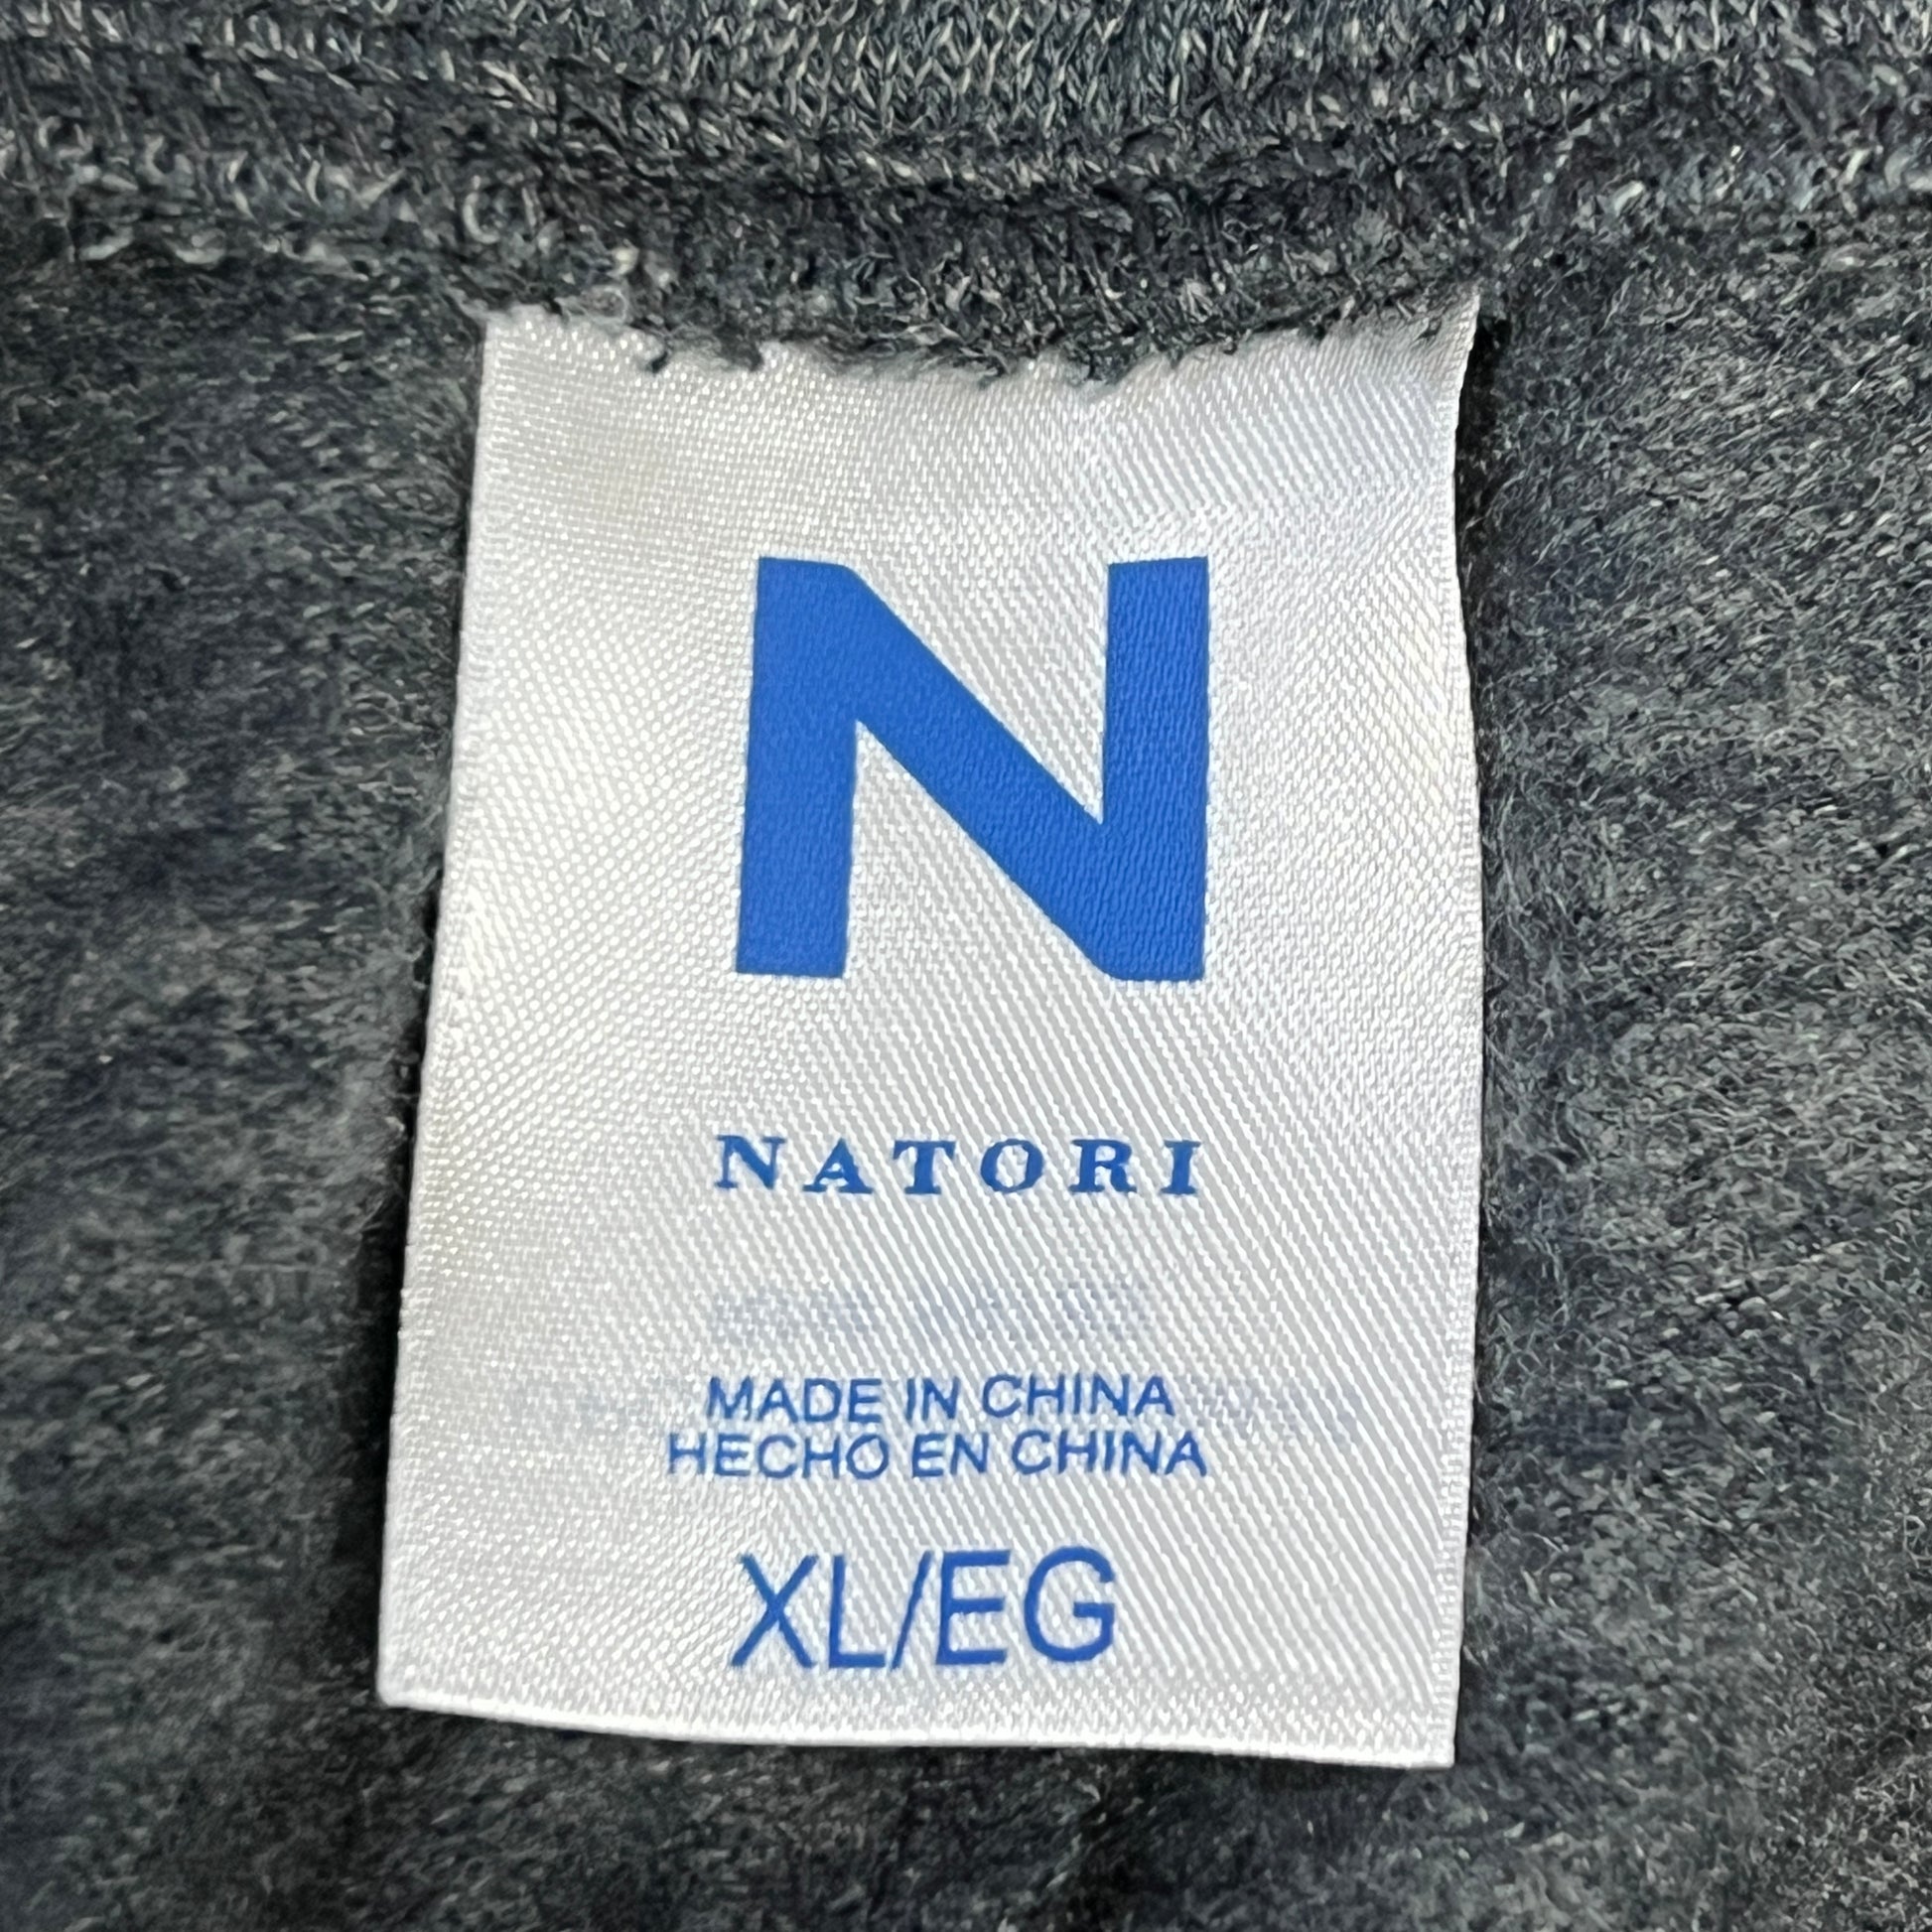 N
NATORI
MADE IN CHINA
HECHO EN CHINA
XL/EG